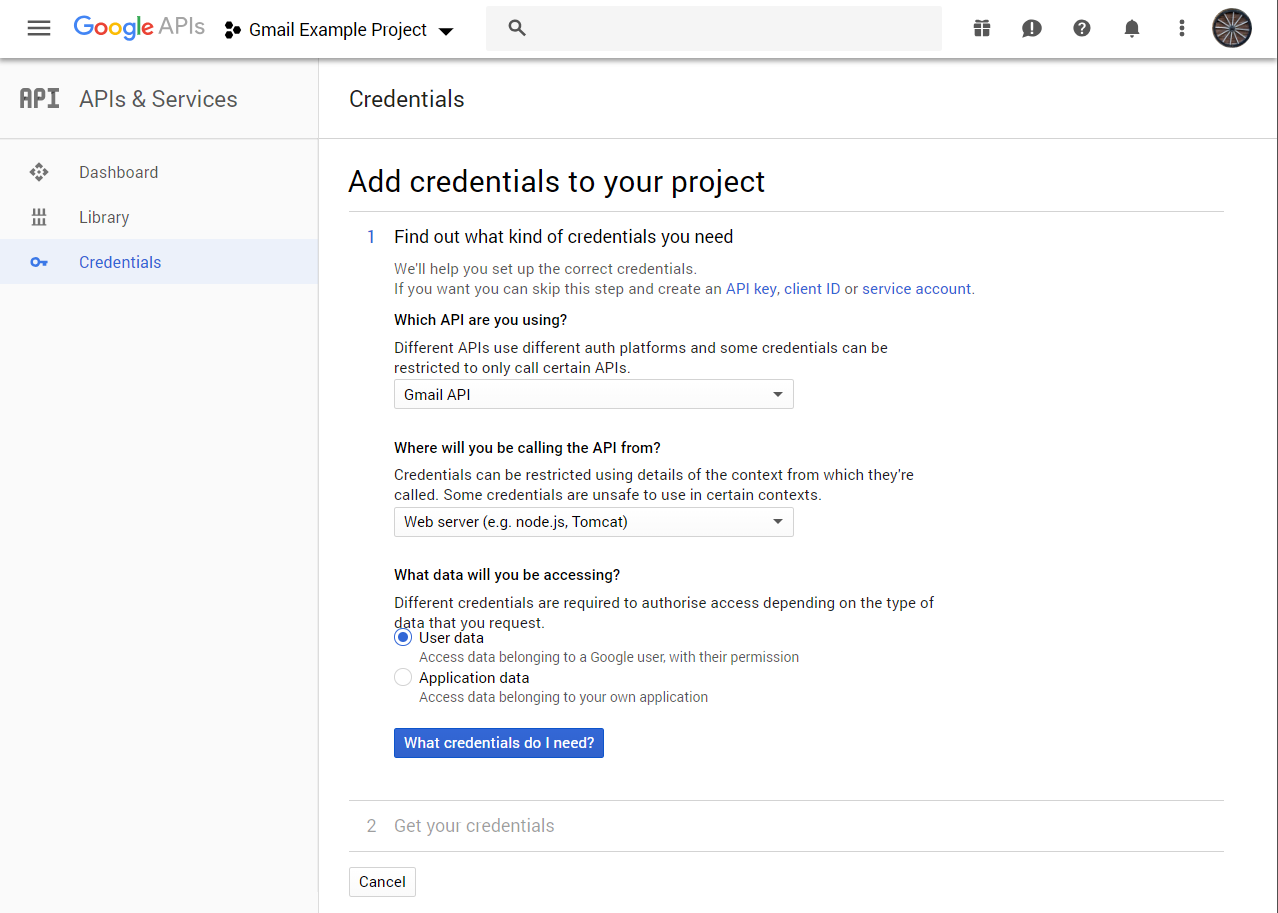 Google APIs
Gmail Example Project
API APIs & Services
Credentials
Dashboard
Library
Credentials
Add credentials to your project
1 Find out what kind of credentials you need
We'll help you set up the correct credentials.
If you want you can skip this step and create an API key, client ID or service account.
Which API are you using?
Different APIs use different auth platforms and some credentials can be
restricted to only call certain APIs.
Gmail API
Where will you be calling the API from?
Credentials can be restricted using details of the context from which they're
called. Some credentials are unsafe to use in certain contexts.
Web server (e.g. node.js, Tomcat)
What data will you be accessing?
Different credentials are required to authorise access depending on the type of
data that you request.
User data
Access data belonging to a Google user, with their permission
Application data
Access data belonging to your own application
What credentials do I need?
2 Get your credentials
Cancel